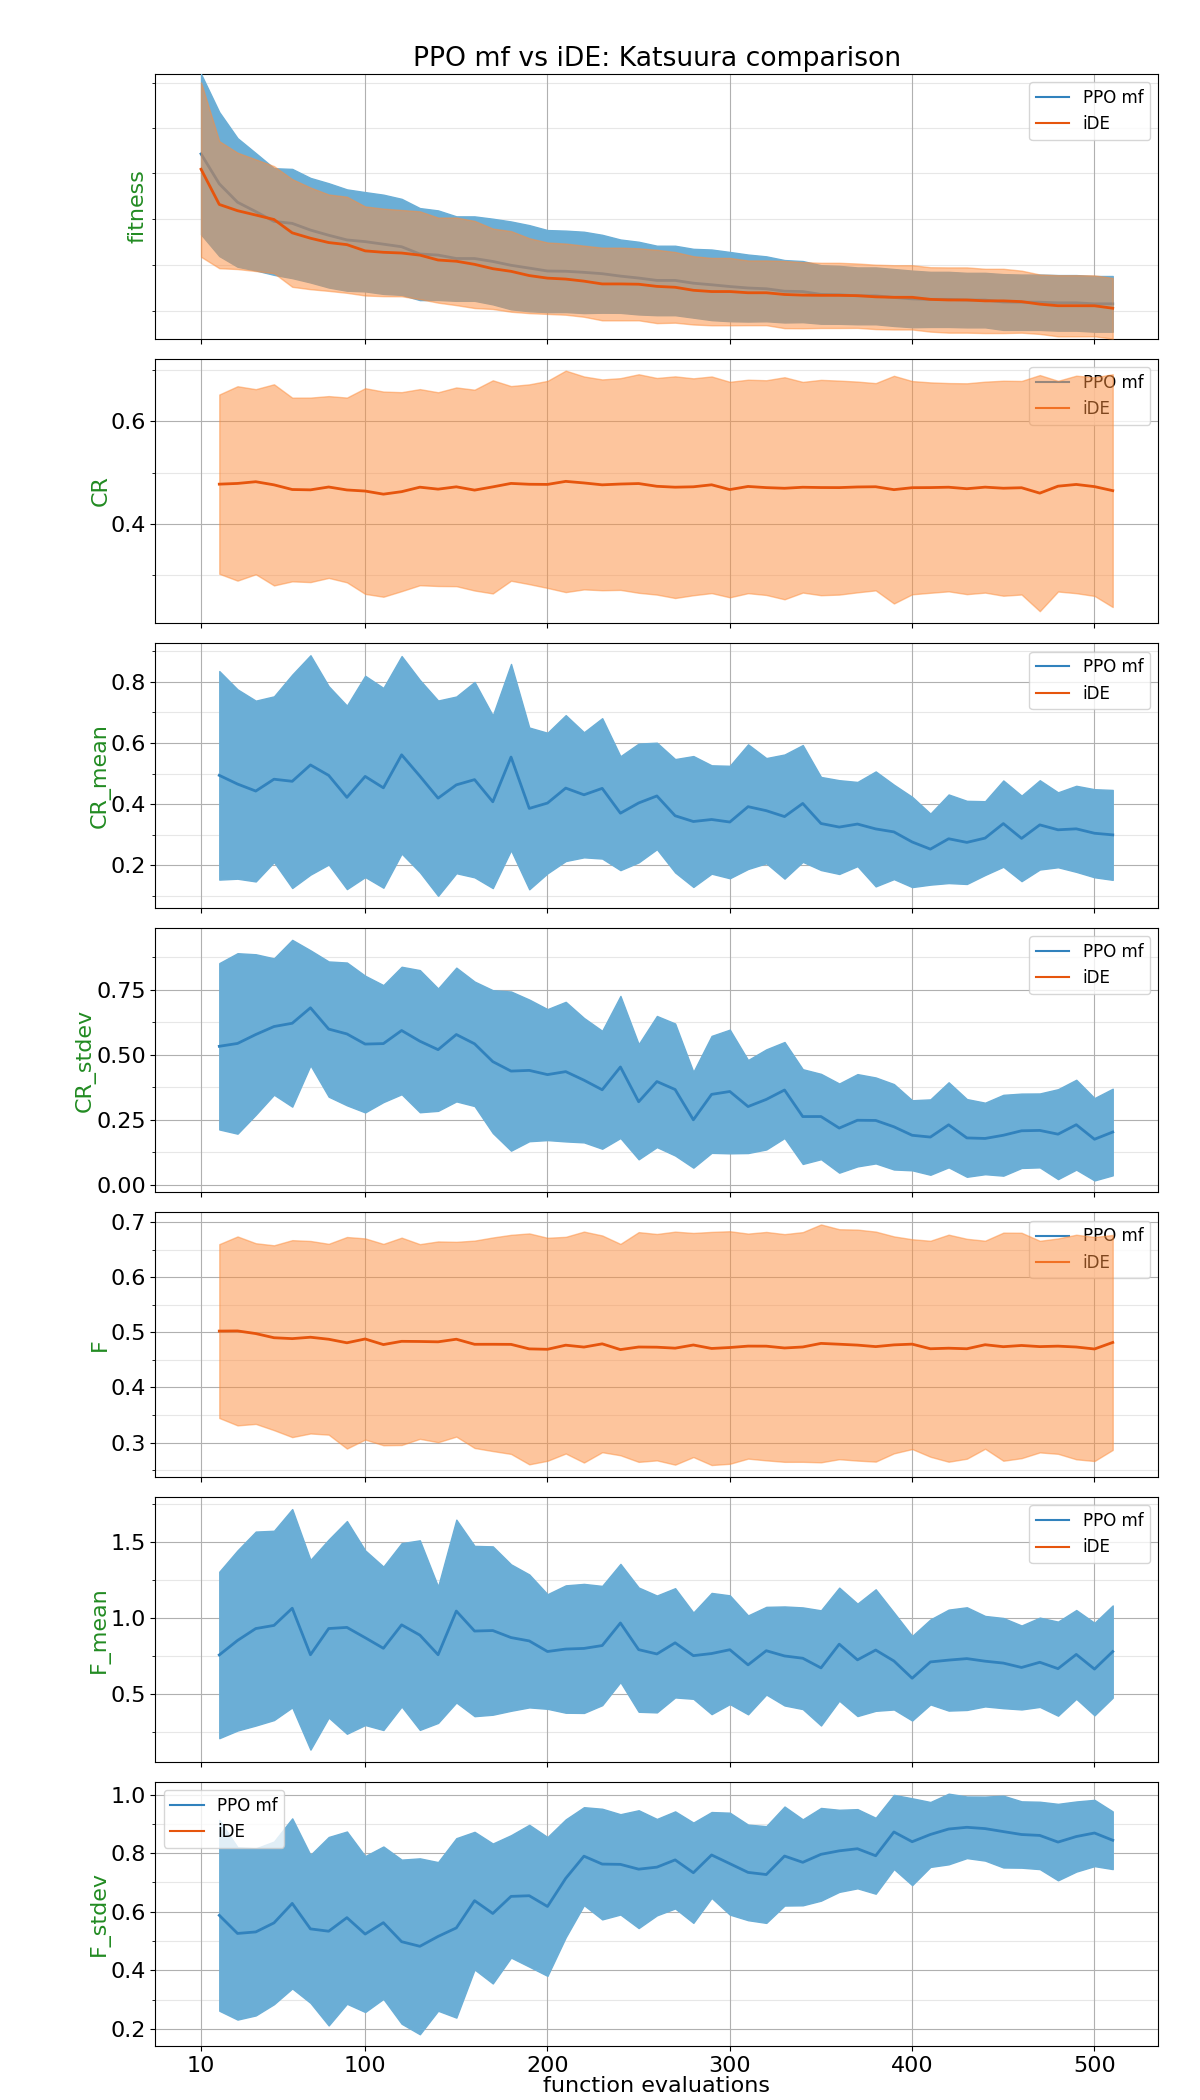 PPO mf vs iDE: Katsuura comparison
fitness
PPO mf
iDE
CR
0.6
0.4
PPO mf
iDE
CR_mean
0.8
0.6
0.4
0.2
PPO mf
iDE
CR_stdev
0.75
0.50
0.25
0.00
PPO mf
iDE
F
0.7
0.6
0.5
0.4
0.3
PPO mf
iDE
F_mean
1.5
1.0
0.5
PPO mf
iDE
F_stdev
1.0
0.8
0.6
0.4
0.2
PPO mf
iDE
10 100 200 300 400 500
function evaluations